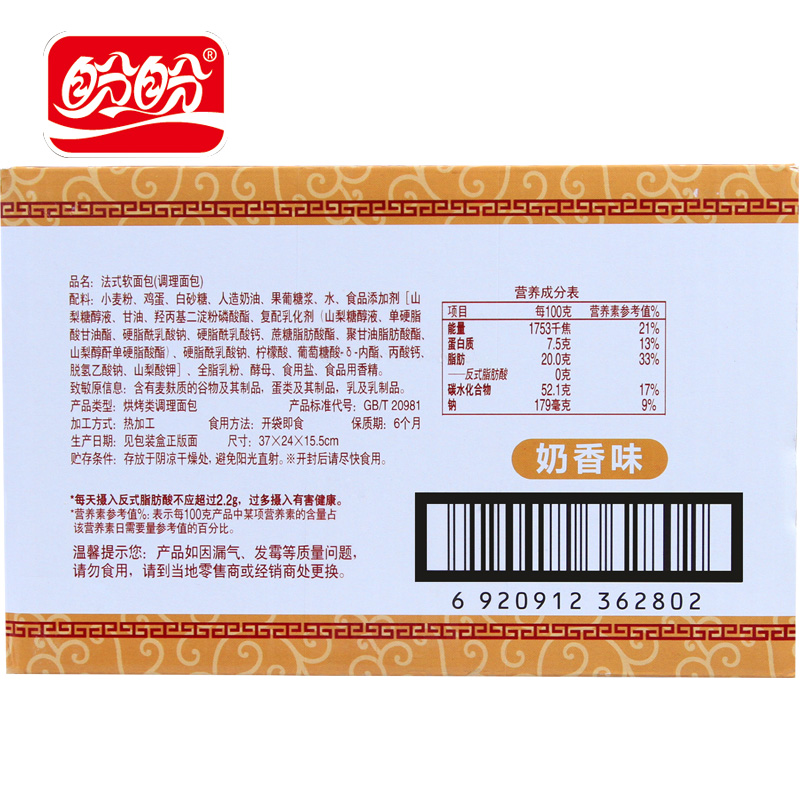 盼盼®
品名：法式软面包(调理面包)
配料：小麦粉、鸡蛋、白砂糖、人造奶油、果葡糖浆、水、食品添加剂［山
梨糖醇液、甘油、羟丙基二淀粉磷酸酯、复配乳化剂（山梨糖醇液、单硬脂
酸甘油酯、硬脂酰乳酸钠、硬脂酰乳酸钙、蔗糖脂肪酸酯、聚甘油脂肪酸酯、
山梨醇酐单硬脂酸酯）、硬脂酰乳酸钠、柠檬酸、葡萄糖酸-δ-内酯、丙酸钙、
脱氢乙酸钠、山梨酸钾］、全脂乳粉、酵母、食用盐、食品用香精。
致敏原信息：含有麦麸质的谷物及其制品，蛋类及其制品，乳及乳制品。
产品类型：烘烤类调理面包 产品标准代号：GB/T 20981
加工方式：热加工 食用方法：开袋即食 保质期：6个月
生产日期：见包装盒正版面 尺寸：37×24×15.5cm
贮存条件：存放于阴凉干燥处，避免阳光直射。※开封后请尽快食用。
*每天摄入反式脂肪酸不应超过2.2g，过多摄入有害健康。
*营养素参考值%：表示每100克产品中某项营养素的含量占
该营养素日需要量参考值的百分比。
温馨提示您：产品如因漏气、发霉等质量问题，
请勿食用，请到当地零售商或经销商处更换。
营养成分表
项目 每100克 营养素参考值%
能量 1753千焦 21%
蛋白质 7.5克 13%
脂肪 20.0克 33%
——反式脂肪酸 0克
碳水化合物 52.1克 17%
钠 179毫克 9%
奶香味
6 920912 362802